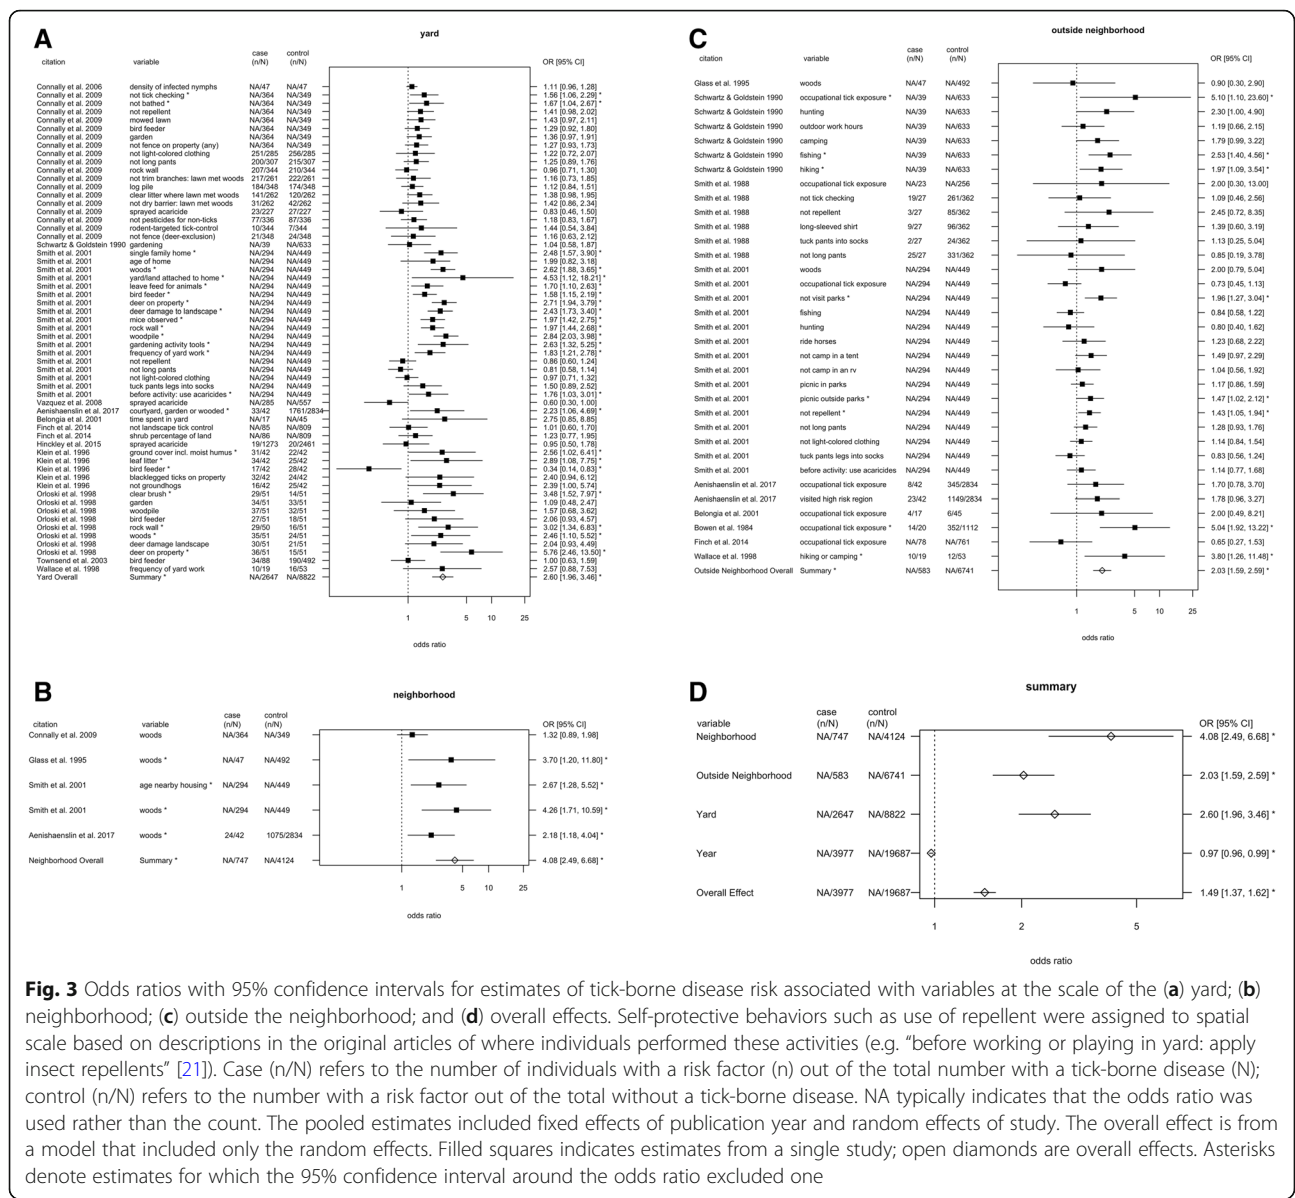 A
yard
citation variable case (n/N) control (n/N) OR [95% CI]
Connally et al. 2006 density of infected nymphs NA/47 NA/47 1.11 [0.96, 1.28]
Connally et al. 2009 not tick checking * NA/364 NA/349 1.56 [1.06, 2.29] *
Connally et al. 2009 not bathed * NA/364 NA/349 1.67 [1.04, 2.67] *
Connally et al. 2009 not repellent NA/364 NA/349 1.41 [0.98, 2.02]
Connally et al. 2009 mowed lawn NA/364 NA/349 1.43 [0.97, 2.11]
Connally et al. 2009 bird feeder NA/364 NA/349 1.29 [0.92, 1.80]
Connally et al. 2009 garden NA/364 NA/349 1.36 [0.97, 1.91]
Connally et al. 2009 not fence on property (any) NA/364 NA/349 1.27 [0.93, 1.73]
Connally et al. 2009 not light-colored clothing 251/285 256/285 1.22 [0.72, 2.07]
Connally et al. 2009 not long pants 200/307 215/307 1.25 [0.89, 1.76]
Connally et al. 2009 rock wall 207/344 210/344 0.96 [0.71, 1.30]
Connally et al. 2009 not trim branches: lawn met woods 217/261 222/261 1.16 [0.73, 1.85]
Connally et al. 2009 log pile 184/348 174/348 1.12 [0.84, 1.51]
Connally et al. 2009 clear litter where lawn met woods 141/262 120/262 1.38 [0.98, 1.95]
Connally et al. 2009 not dry barrier: lawn met woods 31/262 42/262 1.42 [0.86, 2.34]
Connally et al. 2009 sprayed acaricide 23/227 27/227 0.83 [0.46, 1.50]
Connally et al. 2009 not pesticides for non-ticks 77/336 87/336 1.18 [0.83, 1.67]
Connally et al. 2009 rodent-targeted tick-control 10/344 7/344 1.44 [0.54, 3.84]
Connally et al. 2009 not fence (deer-exclusion) 21/348 24/348 1.16 [0.63, 2.12]
Schwartz & Goldstein 1990 gardening NA/39 NA/633 1.04 [0.58, 1.87]
Smith et al. 2001 single family home * NA/294 NA/449 2.48 [1.57, 3.90] *
Smith et al. 2001 age of home NA/294 NA/449 1.99 [0.82, 3.18]
Smith et al. 2001 woods * NA/294 NA/449 2.62 [1.88, 3.65] *
Smith et al. 2001 yard/land attached to home * NA/294 NA/449 4.53 [1.12, 18.21] *
Smith et al. 2001 leave feed for animals * NA/294 NA/449 1.70 [1.10, 2.63] *
Smith et al. 2001 bird feeder * NA/294 NA/449 1.58 [1.15, 2.19] *
Smith et al. 2001 deer on property * NA/294 NA/449 2.71 [1.94, 3.79] *
Smith et al. 2001 deer damage to landscape * NA/294 NA/449 2.43 [1.73, 3.40] *
Smith et al. 2001 mice observed * NA/294 NA/449 1.97 [1.42, 2.75] *
Smith et al. 2001 rock wall * NA/294 NA/449 1.97 [1.44, 2.68] *
Smith et al. 2001 woodpile * NA/294 NA/449 2.84 [2.03, 3.98] *
Smith et al. 2001 gardening activity tools * NA/294 NA/449 2.63 [1.32, 5.25] *
Smith et al. 2001 frequency of yard work * NA/294 NA/449 1.83 [1.21, 2.78] *
Smith et al. 2001 not repellent NA/294 NA/449 0.86 [0.60, 1.24]
Smith et al. 2001 not long pants NA/294 NA/449 0.81 [0.58, 1.14]
Smith et al. 2001 not light-colored clothing NA/294 NA/449 0.97 [0.71, 1.32]
Smith et al. 2001 tuck pants legs into socks NA/294 NA/449 1.50 [0.89, 2.52]
Smith et al. 2001 before activity: use acaricides * NA/294 NA/449 1.76 [1.03, 3.01] *
Vazquez et al. 2008 sprayed acaricide NA/285 NA/557 0.60 [0.30, 1.00]
Aenishaenslin et al. 2017 courtyard, garden or wooded * 33/42 1761/2834 2.23 [1.06, 4.69] *
Belongia et al. 2001 time spent in yard NA/17 NA/45 2.75 [0.85, 8.85]
Finch et al. 2014 not landscape tick control NA/85 NA/809 1.01 [0.60, 1.70]
Finch et al. 2014 shrub percentage of land NA/86 NA/809 1.23 [0.77, 1.95]
Hinckley et al. 2015 sprayed acaricide 19/1273 20/2461 0.95 [0.50, 1.78]
Klein et al. 1996 ground cover incl. moist humus * 31/42 22/42 2.56 [1.02, 6.41] *
Klein et al. 1996 leaf litter * 34/42 25/42 2.89 [1.08, 7.75] *
Klein et al. 1996 bird feeder * 17/42 28/42 0.34 [0.14, 0.83] *
Klein et al. 1996 blacklegged ticks on property 32/42 24/42 2.40 [0.94, 6.12]
Klein et al. 1996 not groundhogs 16/42 25/42 2.39 [1.00, 5.74]
Orloski et al. 1998 clear brush * 29/51 14/51 3.48 [1.52, 7.97] *
Orloski et al. 1998 garden 34/51 33/51 1.09 [0.48, 2.47]
Orloski et al. 1998 woodpile 37/51 32/51 1.57 [0.68, 3.62]
Orloski et al. 1998 bird feeder 27/51 18/51 2.06 [0.93, 4.57]
Orloski et al. 1998 rock wall * 29/50 16/51 3.02 [1.34, 6.83] *
Orloski et al. 1998 woods * 35/51 24/51 2.46 [1.10, 5.52] *
Orloski et al. 1998 deer damage landscape 30/51 21/51 2.04 [0.93, 4.49]
Orloski et al. 1998 deer on property * 36/51 15/51 5.76 [2.46, 13.50] *
Townsend et al. 2003 bird feeder 34/88 190/492 1.00 [0.63, 1.59]
Wallace et al. 1998 frequency of yard work 10/19 16/53 2.57 [0.88, 7.53]
Yard Overall Summary * NA/2647 NA/8822 2.60 [1.96, 3.46] *
1 5 10 25
odds ratio
C
outside neighborhood
citation variable case (n/N) control (n/N) OR [95% CI]
Glass et al. 1995 woods NA/47 NA/492 0.90 [0.30, 2.90]
Schwartz & Goldstein 1990 occupational tick exposure * NA/39 NA/633 5.10 [1.10, 23.60] *
Schwartz & Goldstein 1990 hunting NA/39 NA/633 2.30 [1.00, 4.90]
Schwartz & Goldstein 1990 outdoor work hours NA/39 NA/633 1.19 [0.66, 2.15]
Schwartz & Goldstein 1990 camping NA/39 NA/633 1.79 [0.99, 3.22]
Schwartz & Goldstein 1990 fishing * NA/39 NA/633 2.53 [1.40, 4.56] *
Schwartz & Goldstein 1990 hiking * NA/39 NA/633 1.97 [1.09, 3.54] *
Smith et al. 1988 occupational tick exposure NA/23 NA/256 2.00 [0.30, 13.00]
Smith et al. 1988 not tick checking 19/27 261/362 1.09 [0.46, 2.56]
Smith et al. 1988 not repellent 3/27 85/362 2.45 [0.72, 8.35]
Smith et al. 1988 long-sleeved shirt 9/27 96/362 1.39 [0.60, 3.19]
Smith et al. 1988 tuck pants into socks 2/27 24/362 1.13 [0.25, 5.04]
Smith et al. 1988 not long pants 25/27 331/362 0.85 [0.19, 3.78]
Smith et al. 2001 woods NA/294 NA/449 2.00 [0.79, 5.04]
Smith et al. 2001 occupational tick exposure NA/294 NA/449 0.73 [0.45, 1.13]
Smith et al. 2001 not visit parks * NA/294 NA/449 1.96 [1.27, 3.04] *
Smith et al. 2001 fishing NA/294 NA/449 0.84 [0.58, 1.22]
Smith et al. 2001 hunting NA/294 NA/449 0.80 [0.40, 1.62]
Smith et al. 2001 ride horses NA/294 NA/449 1.23 [0.68, 2.22]
Smith et al. 2001 not camp in a tent NA/294 NA/449 1.49 [0.97, 2.29]
Smith et al. 2001 not camp in an rv NA/294 NA/449 1.04 [0.56, 1.92]
Smith et al. 2001 picnic in parks NA/294 NA/449 1.17 [0.86, 1.59]
Smith et al. 2001 picnic outside parks * NA/294 NA/449 1.47 [1.02, 2.12] *
Smith et al. 2001 not repellent * NA/294 NA/449 1.43 [1.05, 1.94] *
Smith et al. 2001 not long pants NA/294 NA/449 1.28 [0.93, 1.76]
Smith et al. 2001 not light-colored clothing NA/294 NA/449 1.14 [0.84, 1.54]
Smith et al. 2001 tuck pants legs into socks NA/294 NA/449 0.83 [0.56, 1.24]
Smith et al. 2001 before activity: use acaricides NA/294 NA/449 1.14 [0.77, 1.68]
Aenishaenslin et al. 2017 occupational tick exposure 8/42 345/2834 1.70 [0.78, 3.70]
Aenishaenslin et al. 2017 visited high risk region 23/42 1149/2834 1.78 [0.96, 3.27]
Belongia et al. 2001 occupational tick exposure 4/17 6/45 2.00 [0.49, 8.21]
Bowen et al. 1984 occupational tick exposure * 14/20 352/1112 5.04 [1.92, 13.22] *
Finch et al. 2014 occupational tick exposure NA/78 NA/761 0.65 [0.27, 1.53]
Wallace et al. 1998 hiking or camping * 10/19 12/53 3.80 [1.26, 11.48] *
Outside Neighborhood Overall Summary * NA/583 NA/6741 2.03 [1.59, 2.59] *
1 5 10 25
odds ratio
B
neighborhood
citation variable case (n/N) control (n/N) OR [95% CI]
Connally et al. 2009 woods NA/364 NA/349 1.32 [0.89, 1.98]
Glass et al. 1995 woods * NA/47 NA/492 3.70 [1.20, 11.80] *
Smith et al. 2001 age nearby housing * NA/294 NA/449 2.67 [1.28, 5.52] *
Smith et al. 2001 woods * NA/294 NA/449 4.26 [1.71, 10.59] *
Aenishaenslin et al. 2017 woods * 24/42 1075/2834 2.18 [1.18, 4.04] *
Neighborhood Overall Summary * NA/747 NA/4124 4.08 [2.49, 6.68] *
1 5 10 25
odds ratio
D
summary
variable case (n/N) control (n/N) OR [95% CI]
Neighborhood NA/747 NA/4124 4.08 [2.49, 6.68] *
Outside Neighborhood NA/583 NA/6741 2.03 [1.59, 2.59] *
Yard NA/2647 NA/8822 2.60 [1.96, 3.46] *
Year NA/3977 NA/19687 0.97 [0.96, 0.99] *
Overall Effect NA/3977 NA/19687 1.49 [1.37, 1.62] *
1 2 5
odds ratio
Fig. 3 Odds ratios with 95% confidence intervals for estimates of tick-borne disease risk associated with variables at the scale of the (a) yard; (b)
neighborhood; (c) outside the neighborhood; and (d) overall effects. Self-protective behaviors such as use of repellent were assigned to spatial
scale based on descriptions in the original articles of where individuals performed these activities (e.g. “before working or playing in yard: apply
insect repellents” [21]). Case (n/N) refers to the number of individuals with a risk factor (n) out of the total number with a tick-borne disease (N);
control (n/N) refers to the number with a risk factor out of the total without a tick-borne disease. NA typically indicates that the odds ratio was
used rather than the count. The pooled estimates included fixed effects of publication year and random effects of study. The overall effect is from
a model that included only the random effects. Filled squares indicates estimates from a single study; open diamonds are overall effects. Asterisks
denote estimates for which the 95% confidence interval around the odds ratio excluded one